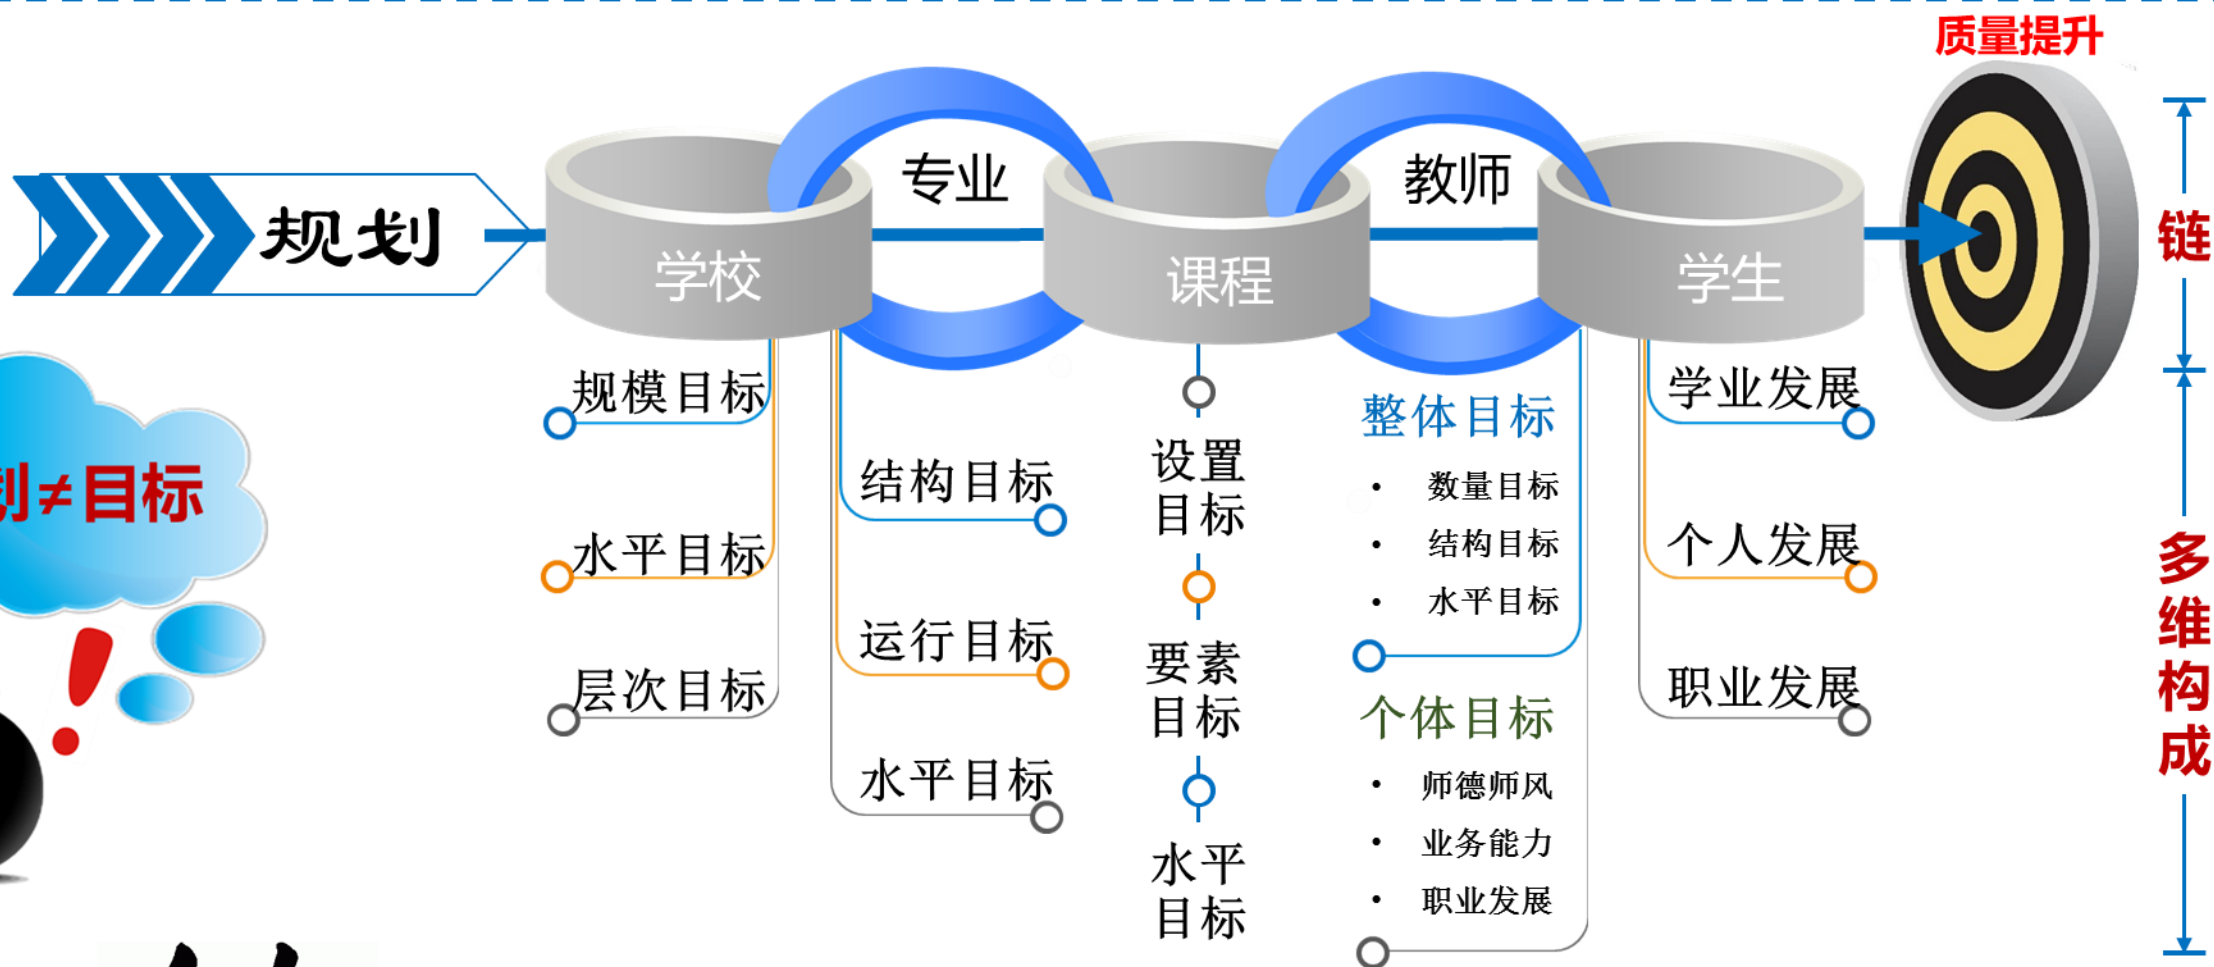 质量提升
规划
学校
专业
课程
教师
学生
链
规模目标
水平目标
层次目标
结构目标
运行目标
水平目标
设置
目标
要素
目标
水平
目标
整体目标
• 数量目标
• 结构目标
• 水平目标
个体目标
• 师德师风
• 业务能力
• 职业发展
学业发展
个人发展
职业发展
多
维
构
成
划≠目标